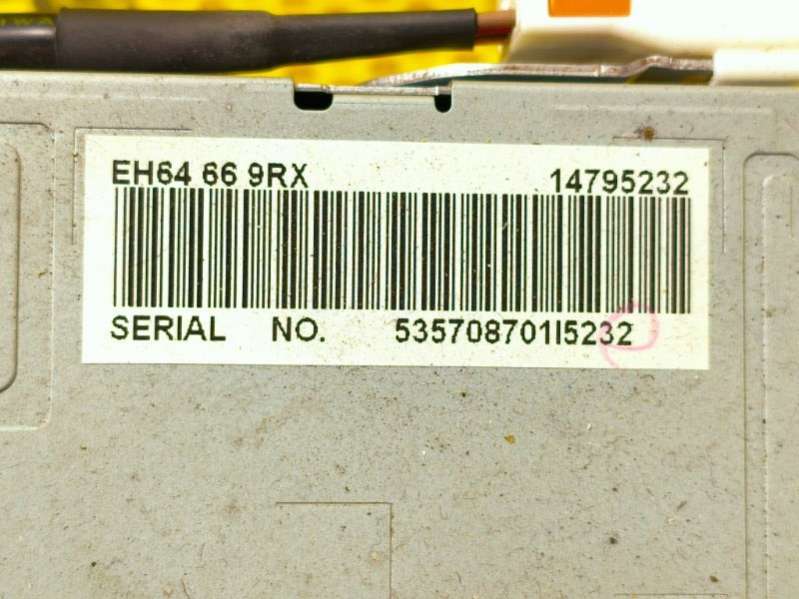 EH64 66 9RX 14795232
SERIAL NO. 535708701I5232